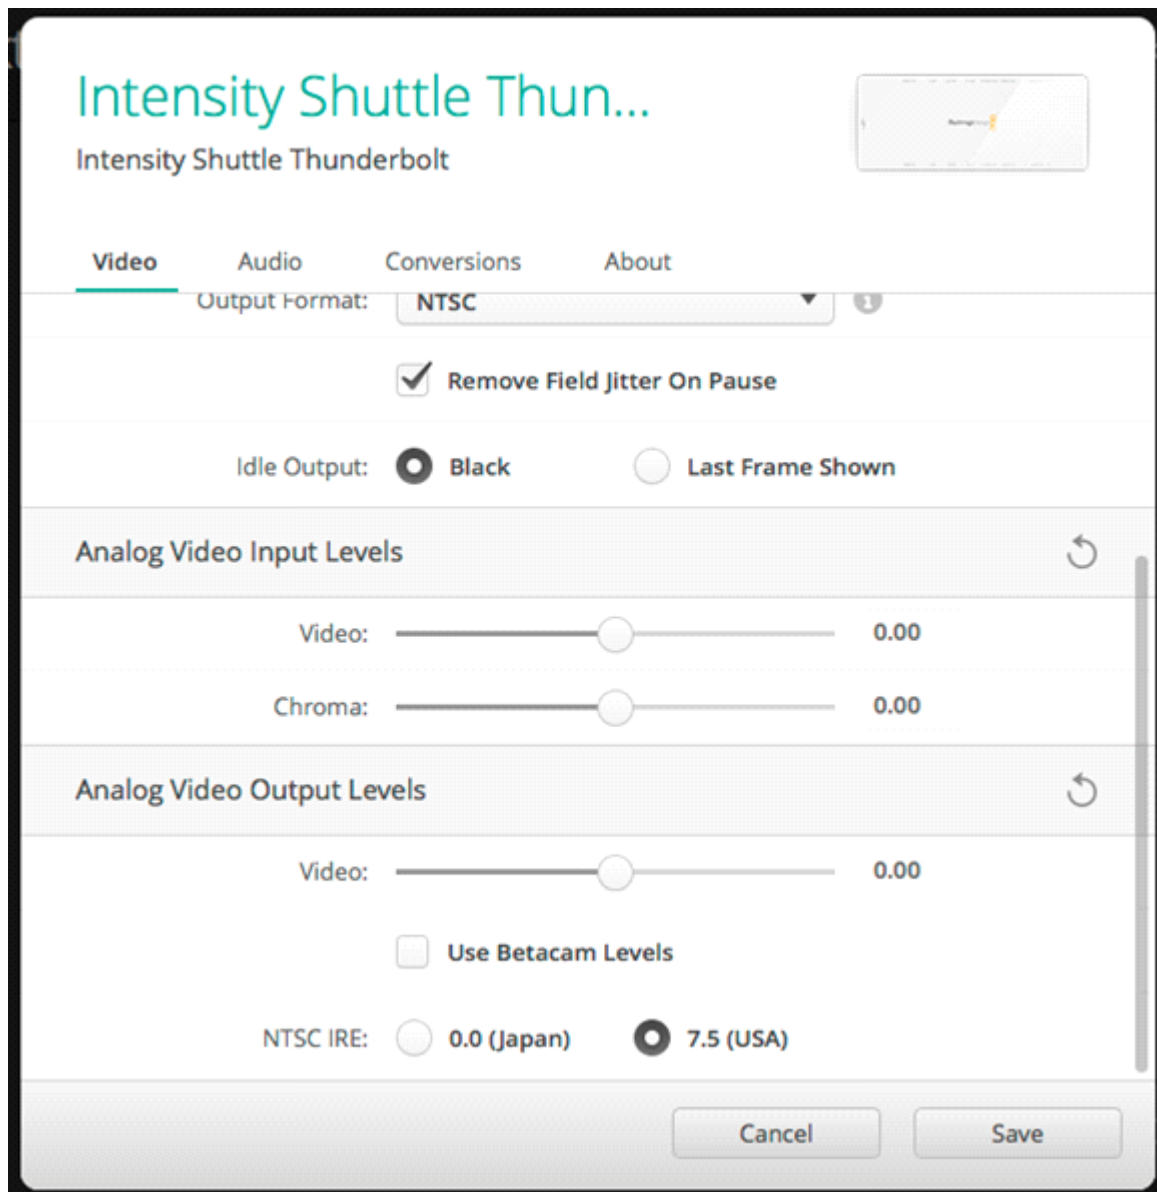 Intensity Shuttle Thun...
Intensity Shuttle Thunderbolt
Video Audio Conversions About
Output Format: NTSC
Remove Field Jitter On Pause
Idle Output: Black Last Frame Shown
Analog Video Input Levels
Video: 0.00
Chroma: 0.00
Analog Video Output Levels
Video: 0.00
Use Betacam Levels
NTSC IRE: 0.0 (Japan) 7.5 (USA)
Cancel Save